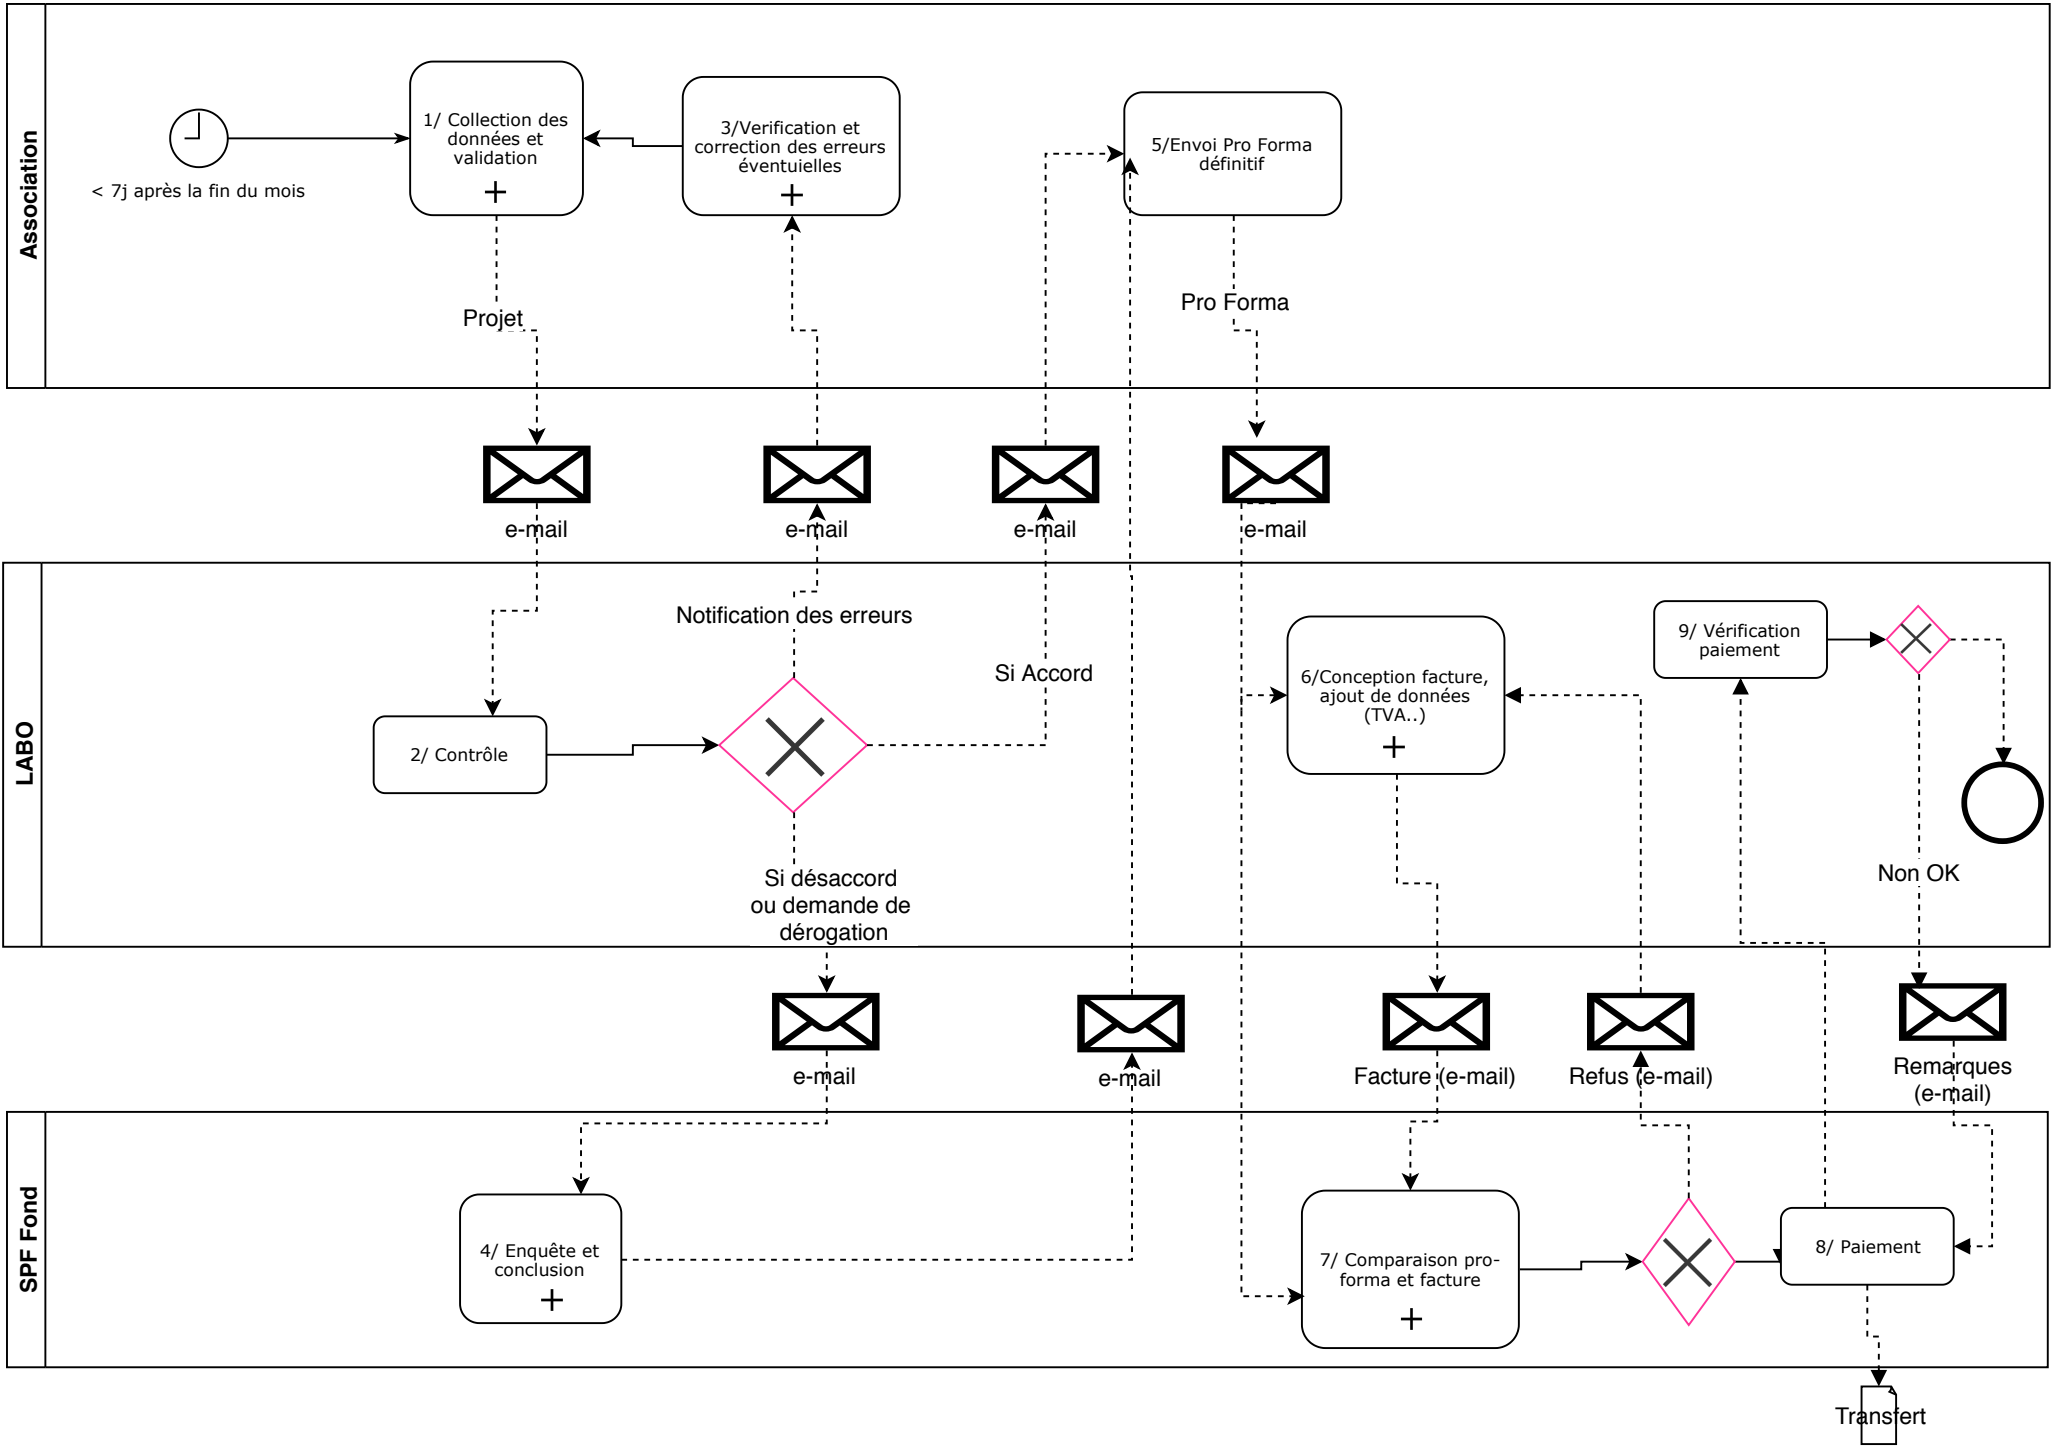 Association
< 7j après la fin du mois
1/ Collection des
données et
validation
3/Verification et
correction des erreurs
éventuielles
5/Envoi Pro Forma
définitif
Projet
Pro Forma
e-mail
e-mail
e-mail
e-mail
LABO
2/ Contrôle
Notification des erreurs
Si Accord
Si désaccord
ou demande de
dérogation
6/Conception facture,
ajout de données
(TVA..)
9/ Vérification
paiement
Non OK
e-mail
e-mail
Facture (e-mail)
Refus (e-mail)
Remarques
(e-mail)
SPF Fond
4/ Enquête et
conclusion
7/ Comparaison pro-
forma et facture
8/ Paiement
Transfert